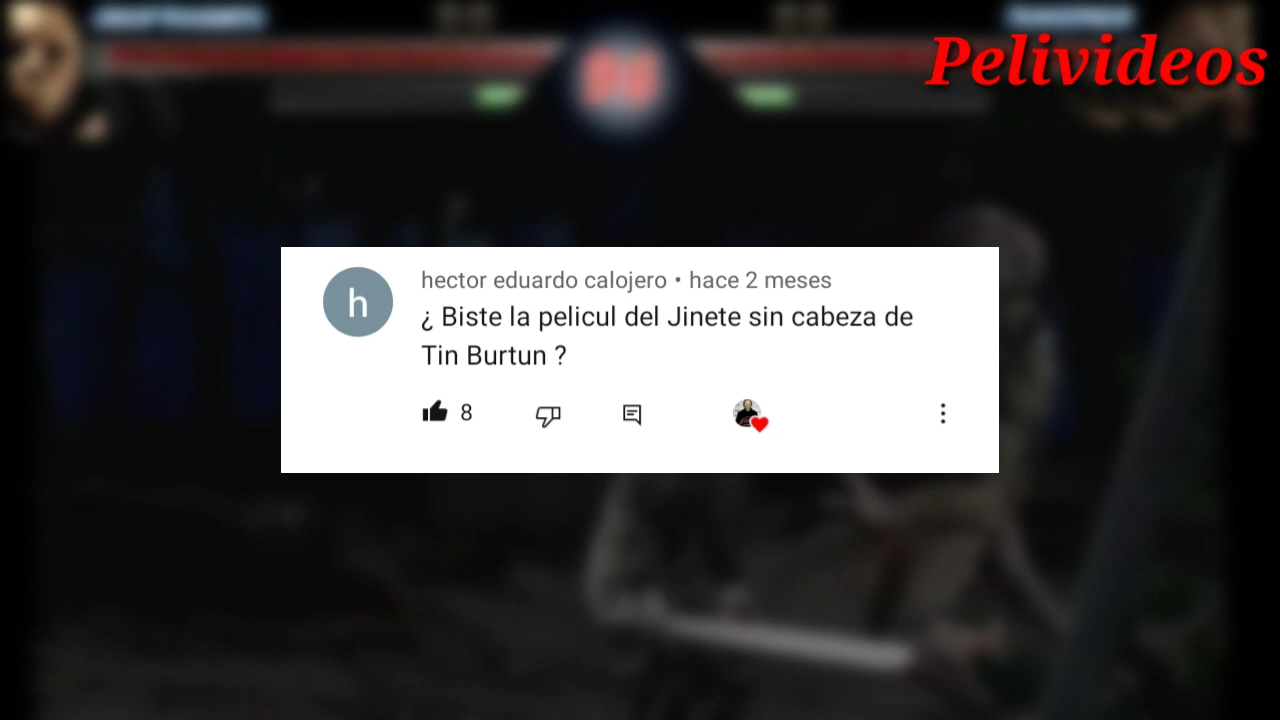 Pelivideos
hector eduardo calojero • hace 2 meses
¿ Biste la pelicul del Jinete sin cabeza de
Tin Burtun ?
h
8